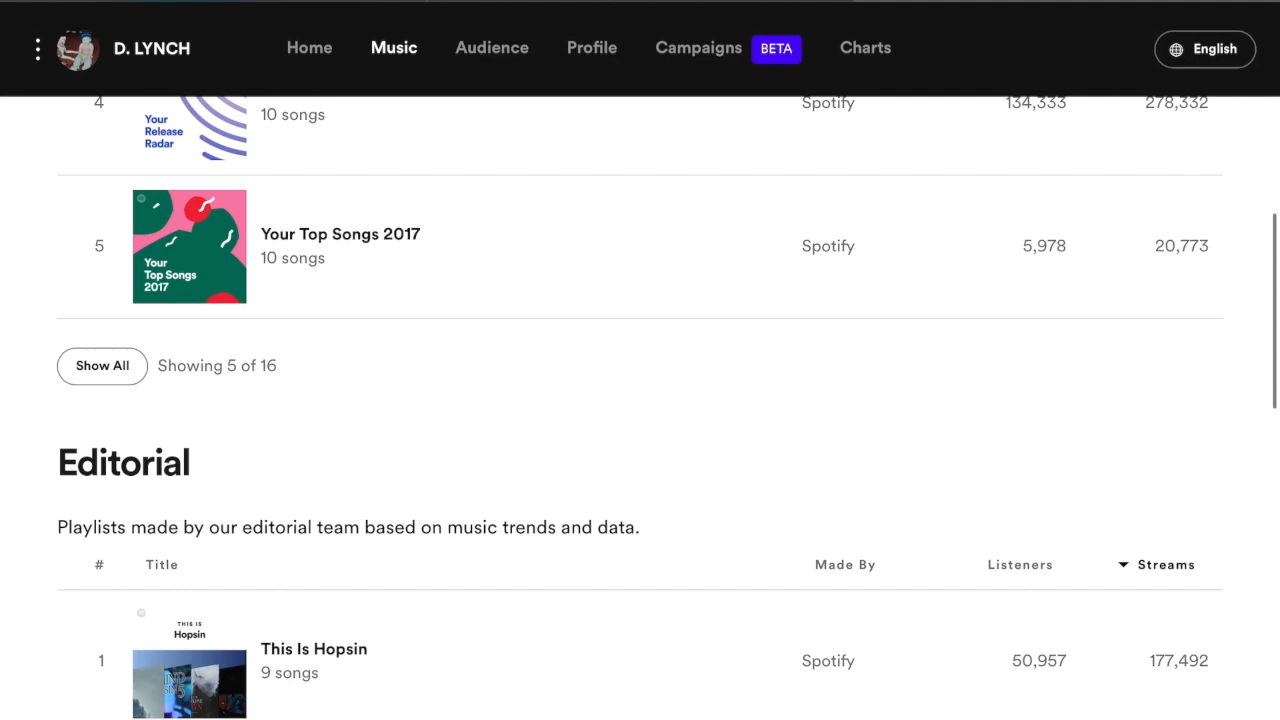 D. LYNCH Home Music Audience Profile Campaigns BETA Charts English
4 10 songs Spotify 134,333 278,332
Your
Release
Radar
5 Your Top Songs 2017 Spotify 5,978 20,773
10 songs
Your
Top Songs
2017
Show All Showing 5 of 16
Editorial
Playlists made by our editorial team based on music trends and data.
# Title Made By Listeners Streams
THIS IS
Hopsin
1 This Is Hopsin Spotify 50,957 177,492
9 songs